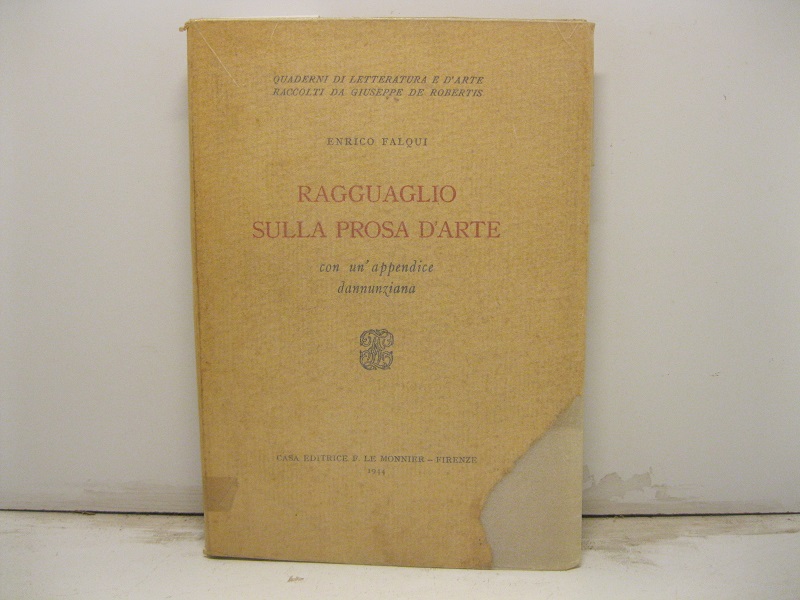 QUADERNI DI LETTERATURA E D'ARTE
RACCOLTI DA GIUSEPPE DE ROBERTIS
ENRICO FALQUI
RAGGUAGLIO
SULLA PROSA D'ARTE
con un'appendice
dannunziana
CASA EDITRICE F. LE MONNIER - FIRENZE
1944